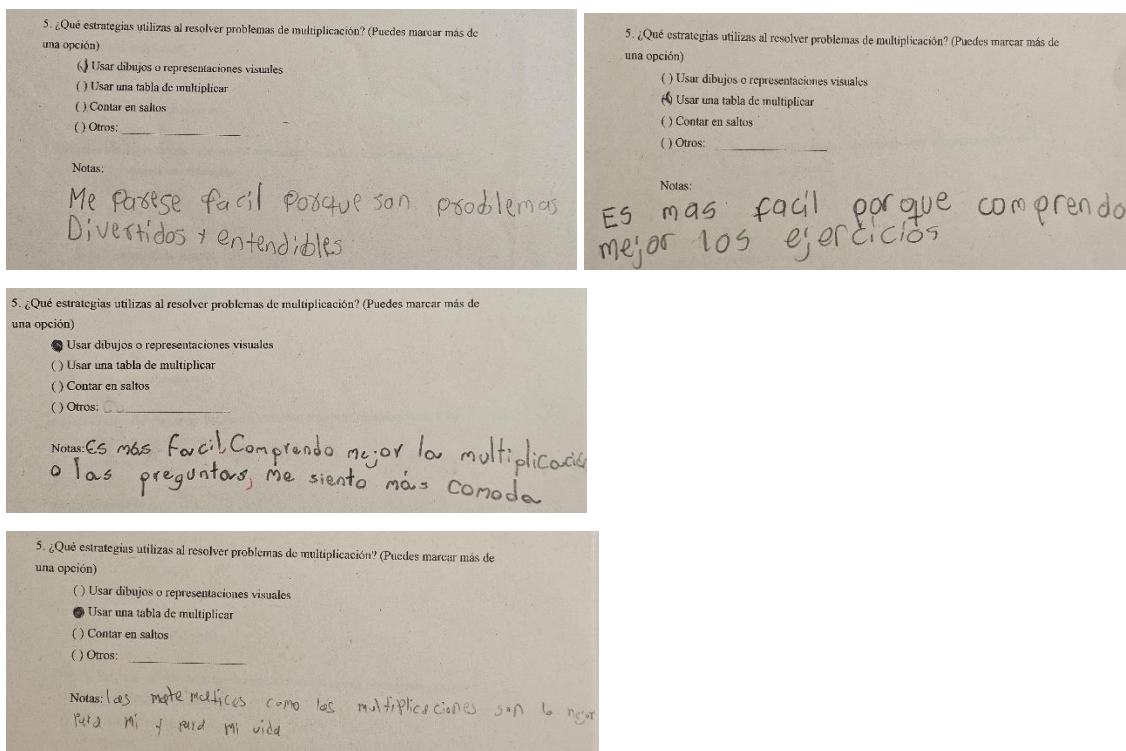 5. ¿Qué estrategias utilizas al resolver problemas de multiplicación? (Puedes marcar más de
una opción)
( ) Usar dibujos o representaciones visuales
( ) Usar una tabla de multiplicar
( ) Contar en saltos
( ) Otros: ____________
Notas:
Me parese facil porque son problemas
Divertidos y entendibles
5. ¿Qué estrategias utilizas al resolver problemas de multiplicación? (Puedes marcar más de
una opción)
( ) Usar dibujos o representaciones visuales
( ) Usar una tabla de multiplicar
( ) Contar en saltos
( ) Otros: ____________
Notas:
ES mas facil por que comprendo
mejor los ejercicios
5. ¿Qué estrategias utilizas al resolver problemas de multiplicación? (Puedes marcar más de
una opción)
● Usar dibujos o representaciones visuales
( ) Usar una tabla de multiplicar
( ) Contar en saltos
( ) Otros: ____________
Notas: Es más facil, Comprendo mejor la multiplicación
o las preguntas, me siento más comoda
5. ¿Qué estrategias utilizas al resolver problemas de multiplicación? (Puedes marcar más de
una opción)
( ) Usar dibujos o representaciones visuales
● Usar una tabla de multiplicar
( ) Contar en saltos
( ) Otros: ____________
Notas: las matematicas como las multiplicaciones son lo mejor
para mi y para mi vida